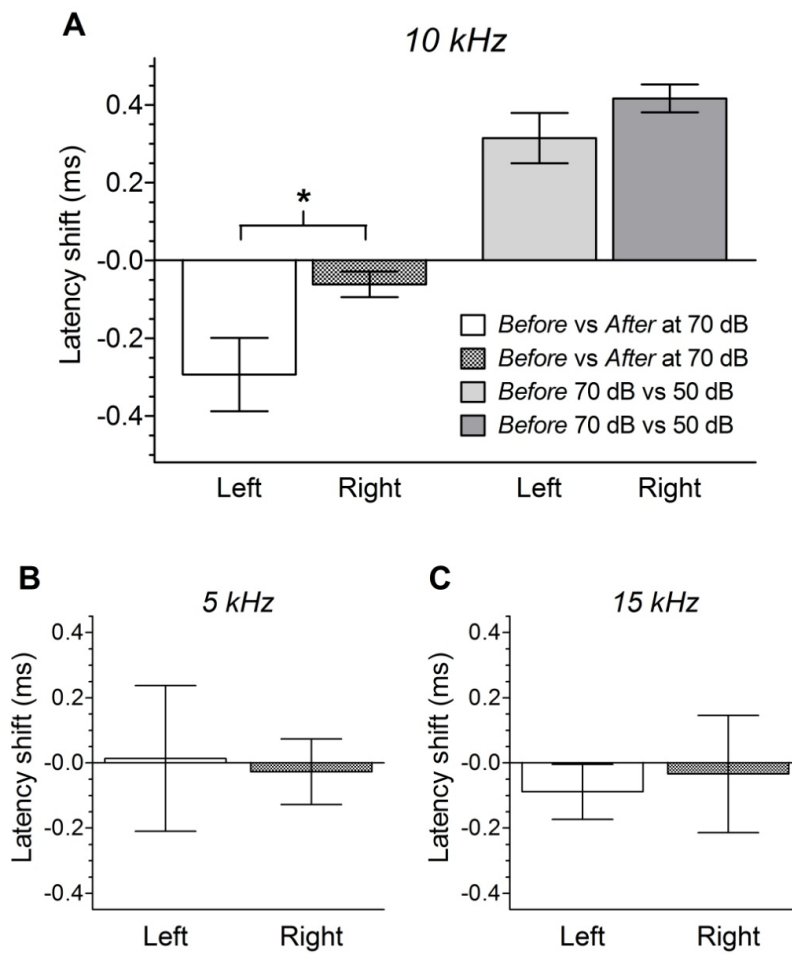 A
10 kHz
Latency shift (ms)
0.4
0.2
-0.0
-0.2
-0.4
*
Before vs After at 70 dB
Before vs After at 70 dB
Before 70 dB vs 50 dB
Before 70 dB vs 50 dB
Left
Right
Left
Right
B
5 kHz
Latency shift (ms)
0.4
0.2
-0.0
-0.2
-0.4
Left
Right
C
15 kHz
Latency shift (ms)
0.4
0.2
-0.0
-0.2
-0.4
Left
Right